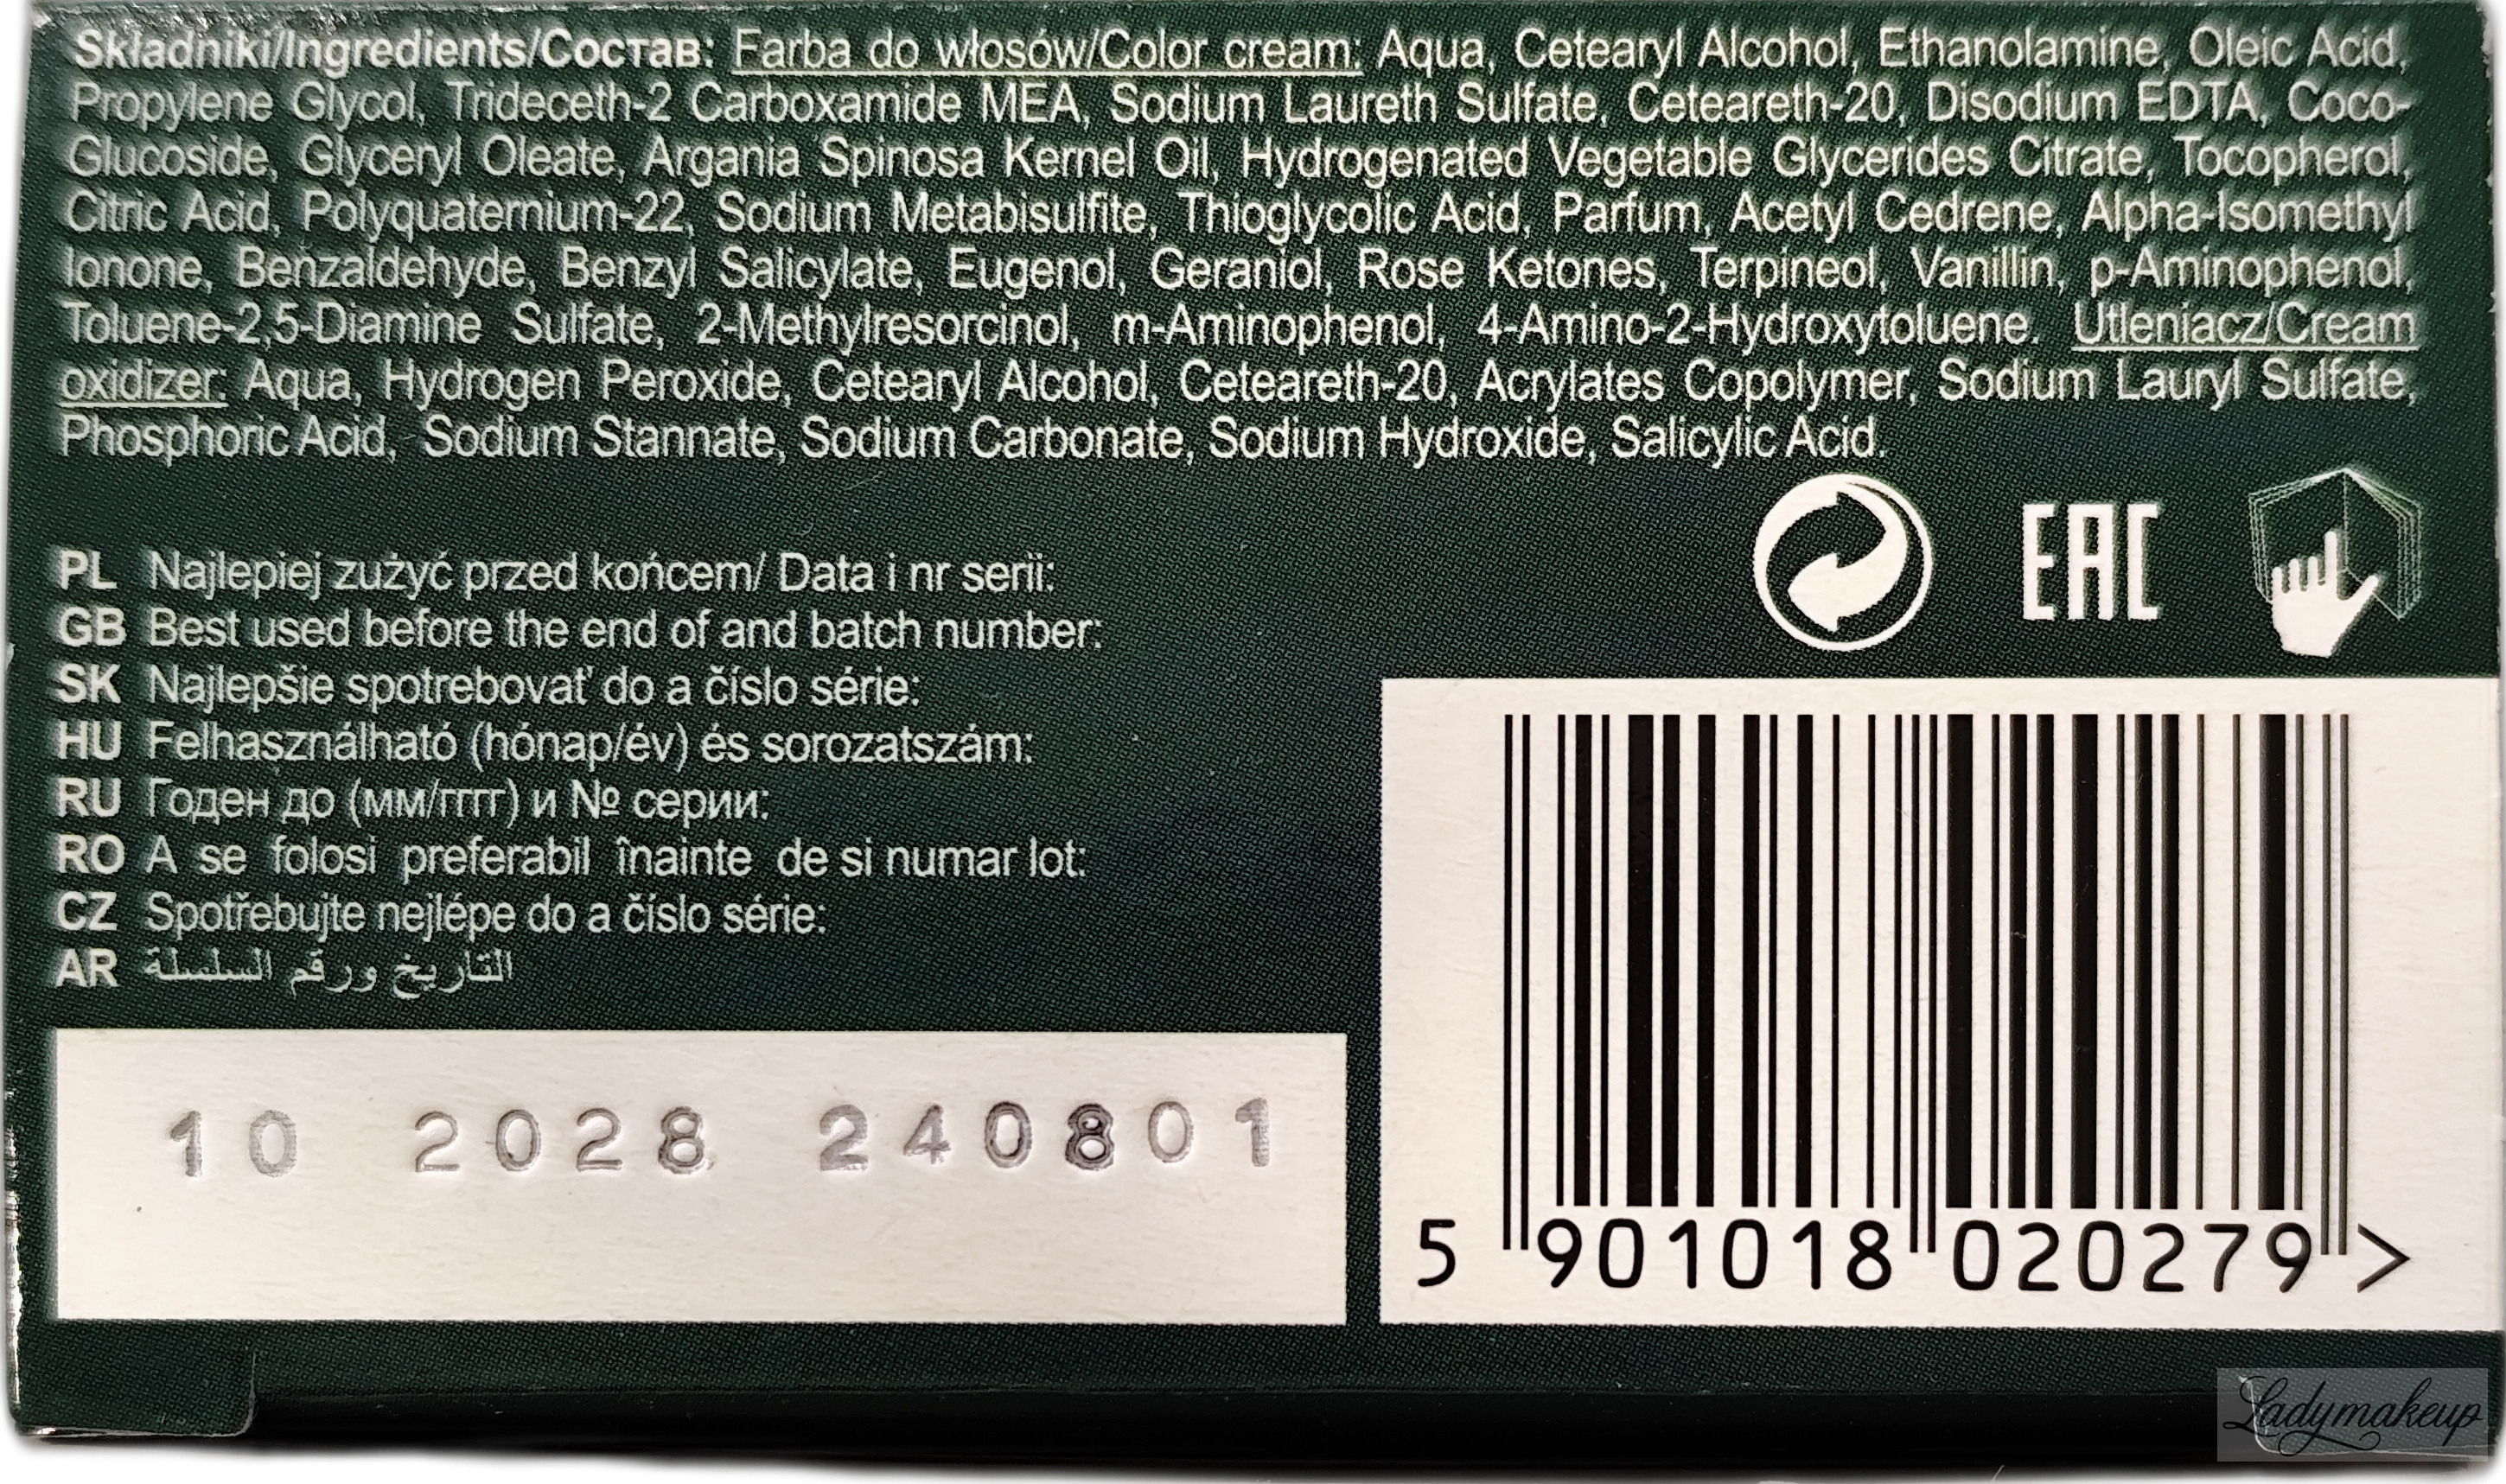 Składniki/Ingredients/Состав: Farba do włosów/Color cream: Aqua, Cetearyl Alcohol, Ethanolamine, Oleic Acid,
Propylene Glycol, Trideceth-2 Carboxamide MEA, Sodium Laureth Sulfate, Ceteareth-20, Disodium EDTA, Coco-
Glucoside, Glyceryl Oleate, Argania Spinosa Kernel Oil, Hydrogenated Vegetable Glycerides Citrate, Tocopherol,
Citric Acid, Polyquaternium-22, Sodium Metabisulfite, Thioglycolic Acid, Parfum, Acetyl Cedrene, Alpha-Isomethyl
Ionone, Benzaldehyde, Benzyl Salicylate, Eugenol, Geraniol, Rose Ketones, Terpineol, Vanillin, p-Aminophenol,
Toluene-2,5-Diamine Sulfate, 2-Methylresorcinol, m-Aminophenol, 4-Amino-2-Hydroxytoluene. Utleniacz/Cream
oxidizer: Aqua, Hydrogen Peroxide, Cetearyl Alcohol, Ceteareth-20, Acrylates Copolymer, Sodium Lauryl Sulfate,
Phosphoric Acid, Sodium Stannate, Sodium Carbonate, Sodium Hydroxide, Salicylic Acid.
EAC
PL Najlepiej zużyć przed końcem/ Data i nr serii:
GB Best used before the end of and batch number:
SK Najlepšie spotrebovať do a číslo série:
HU Felhasználható (hónap/év) és sorozatszám:
RU Годен до (мм/гггг) и № серии:
RO A se folosi preferabil înainte de si numar lot:
CZ Spotřebujte nejlépe do a číslo série:
AR التاريخ ورقم السلسلة
10 2028 240801
5 901018 020279 >
Ladymakeup